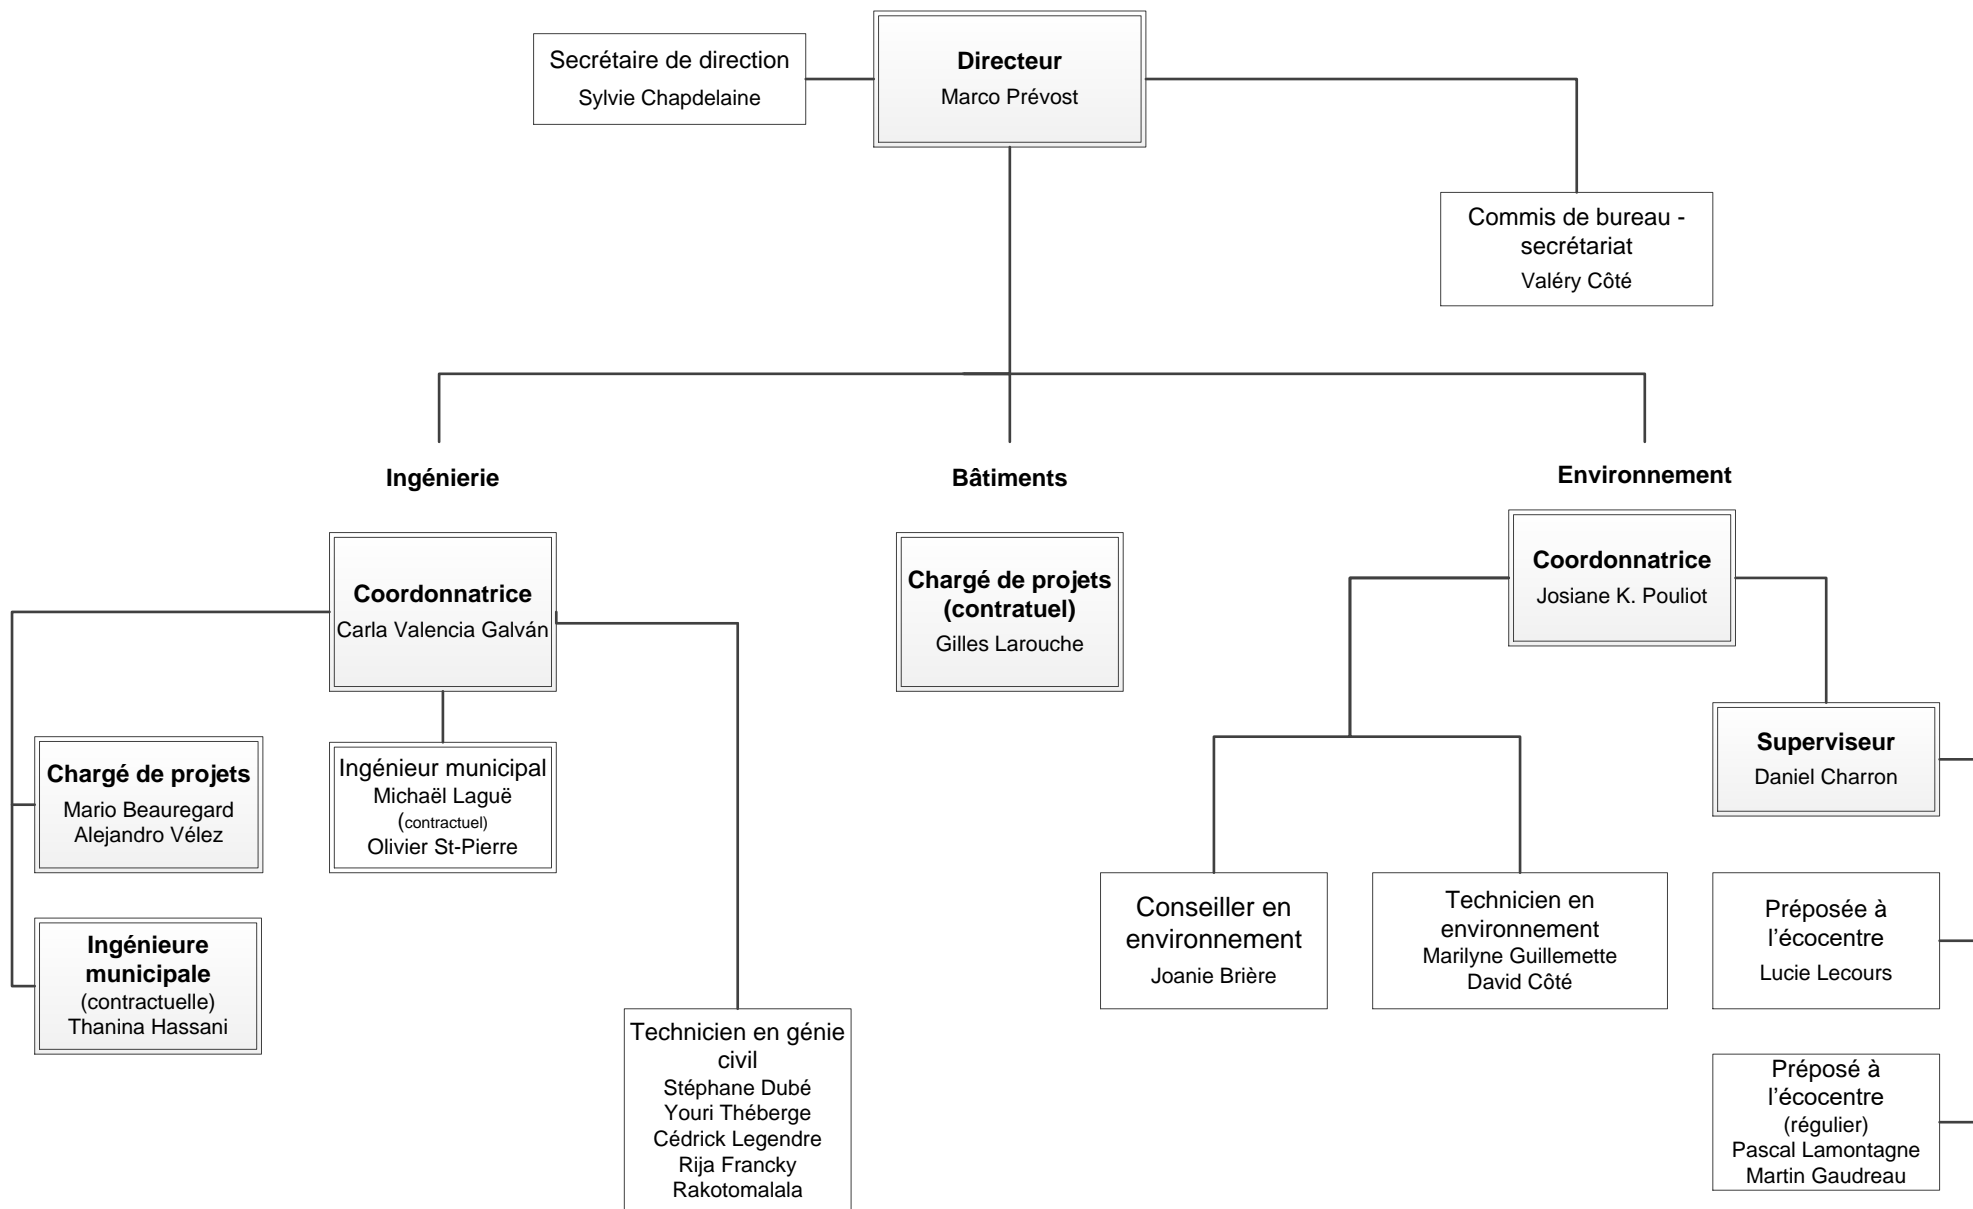 Secrétaire de direction
Sylvie Chapdelaine
Directeur
Marco Prévost
Commis de bureau -
secrétariat
Valéry Côté
Ingénierie
Bâtiments
Environnement
Coordonnatrice
Carla Valencia Galván
Chargé de projets
(contratuel)
Gilles Larouche
Coordonnatrice
Josiane K. Pouliot
Chargé de projets
Mario Beauregard
Alejandro Vélez
Ingénieur municipal
Michaël Laguë
(contractuel)
Olivier St-Pierre
Superviseur
Daniel Charron
Ingénieure
municipale
(contractuelle)
Thanina Hassani
Technicien en génie
civil
Stéphane Dubé
Youri Théberge
Cédrick Legendre
Rija Francky
Rakotomalala
Conseiller en
environnement
Joanie Brière
Technicien en
environnement
Marilyne Guillemette
David Côté
Préposée à
l’écocentre
Lucie Lecours
Préposé à
l’écocentre
(régulier)
Pascal Lamontagne
Martin Gaudreau